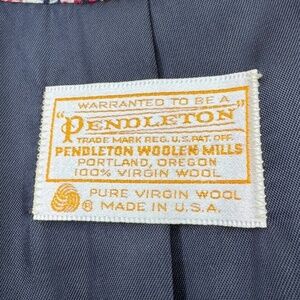 WARRANTED TO BE A
"PENDLETON"
TRADE MARK REG. U.S. PAT. OFF.
PENDLETON WOOLEN MILLS
PORTLAND, OREGON
100% VIRGIN WOOL
PURE VIRGIN WOOL
® MADE IN U.S.A.